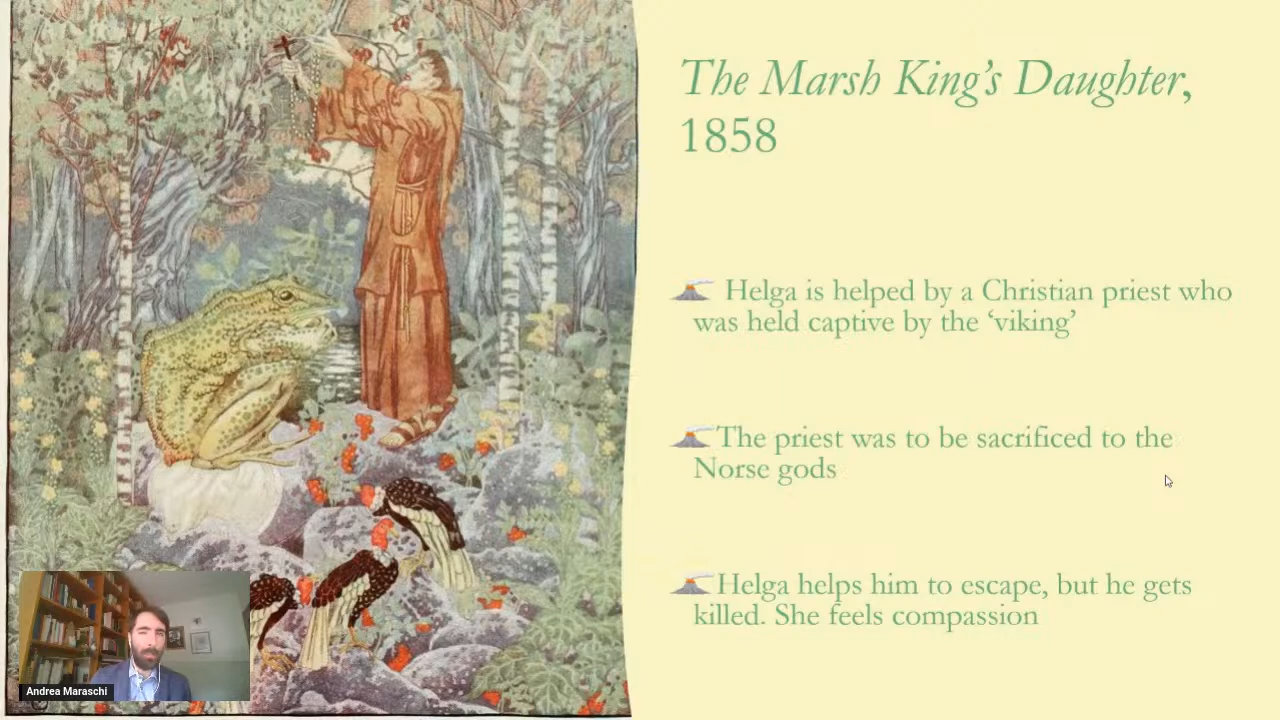 The Marsh King's Daughter,
1858
Helga is helped by a Christian priest who
was held captive by the ‘viking’
The priest was to be sacrificed to the
Norse gods
Helga helps him to escape, but he gets
killed. She feels compassion
Andrea Maraschi